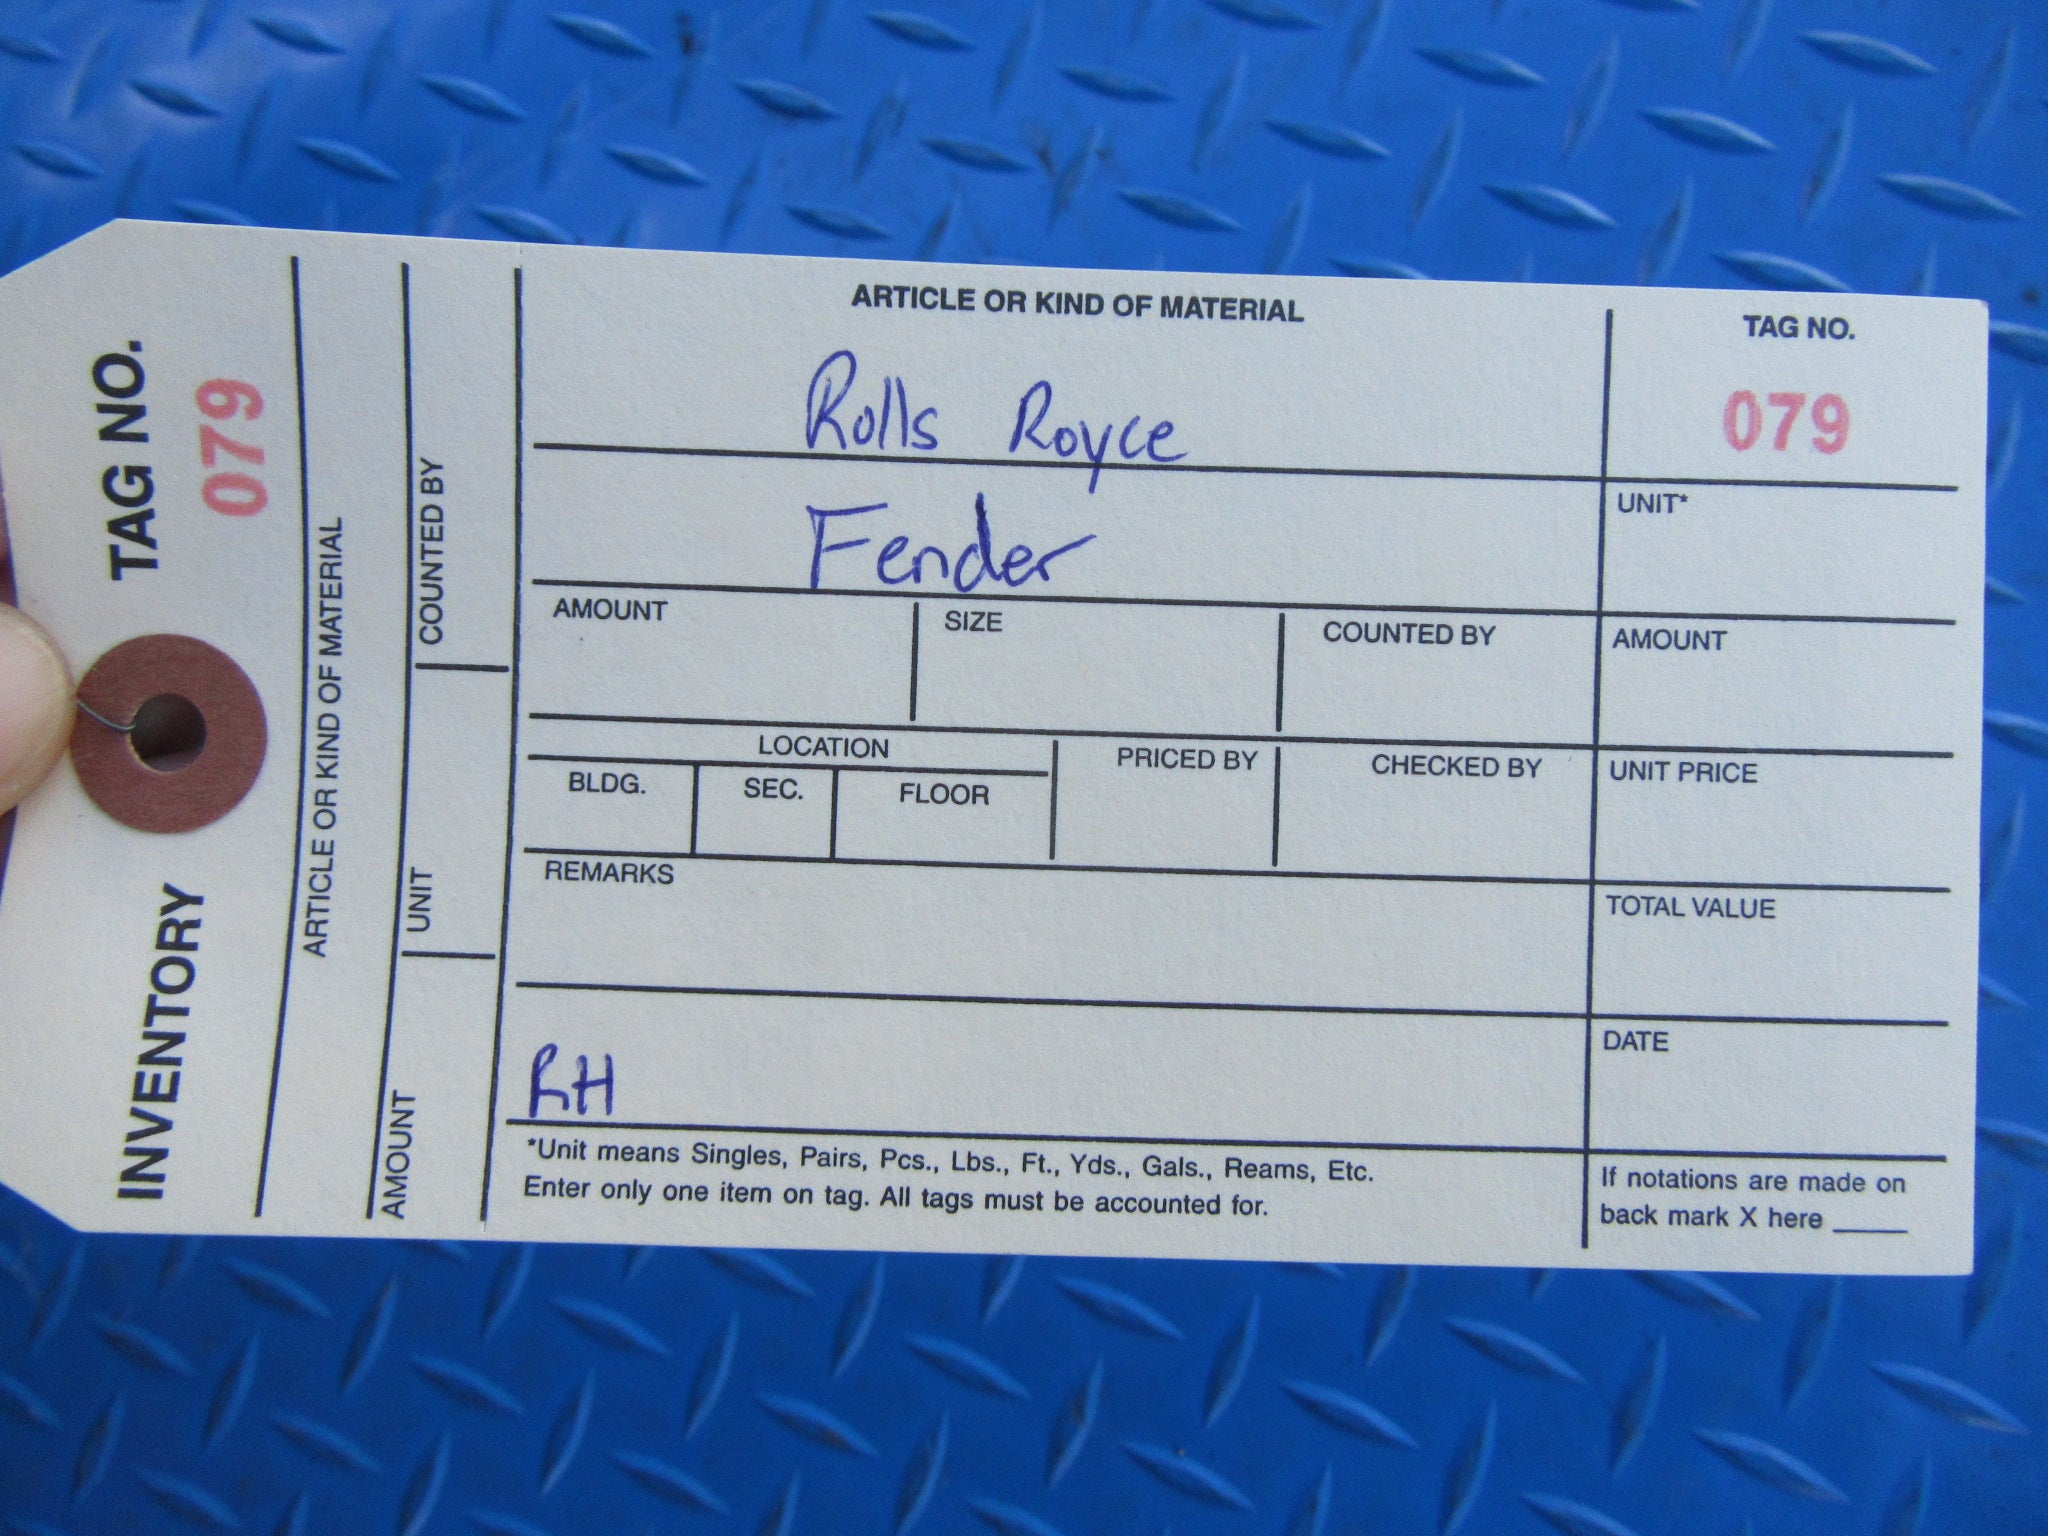 INVENTORY TAG NO.
079
ARTICLE OR KIND OF MATERIAL
AMOUNT UNIT COUNTED BY
ARTICLE OR KIND OF MATERIAL
Rolls Royce
Fender
AMOUNT SIZE COUNTED BY
LOCATION PRICED BY CHECKED BY
BLDG. SEC. FLOOR
REMARKS
RH
*Unit means Singles, Pairs, Pcs., Lbs., Ft., Yds., Gals., Reams, Etc.
Enter only one item on tag. All tags must be accounted for.
TAG NO.
079
UNIT*
AMOUNT
UNIT PRICE
TOTAL VALUE
DATE
If notations are made on
back mark X here _____